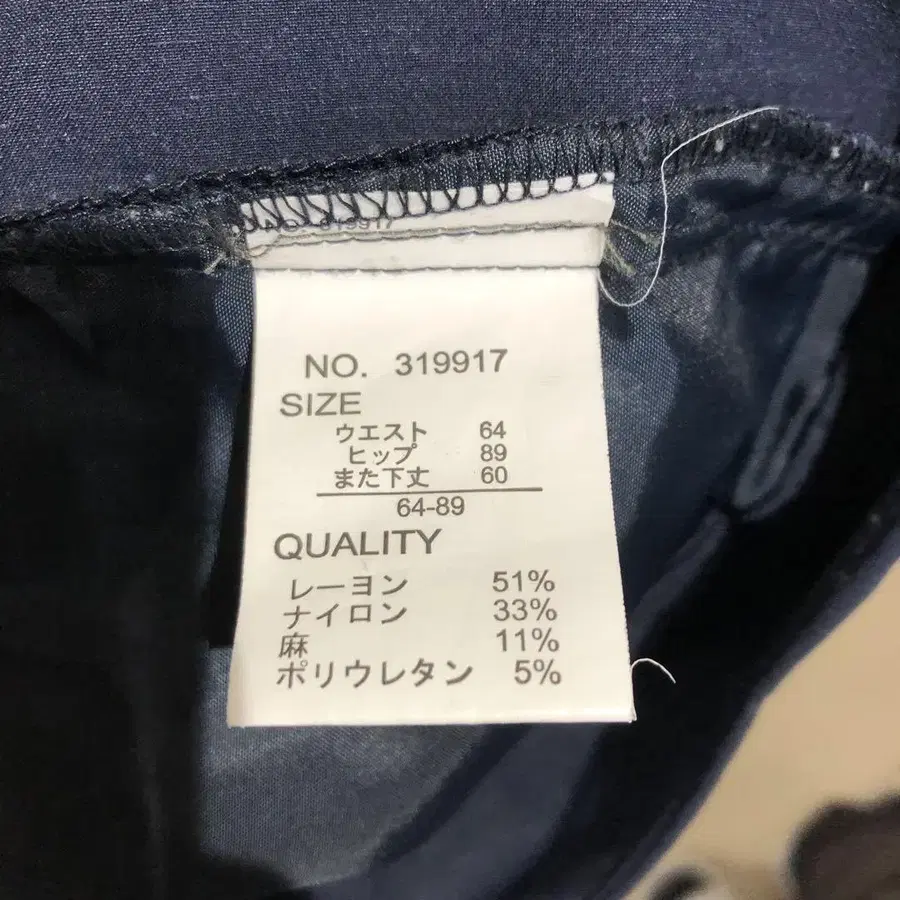 NO. 319917
NO. 319917
SIZE
ウエスト 64
ヒップ 89
また下丈 60
64-89
QUALITY
レーヨン 51%
ナイロン 33%
麻 11%
ポリウレタン 5%